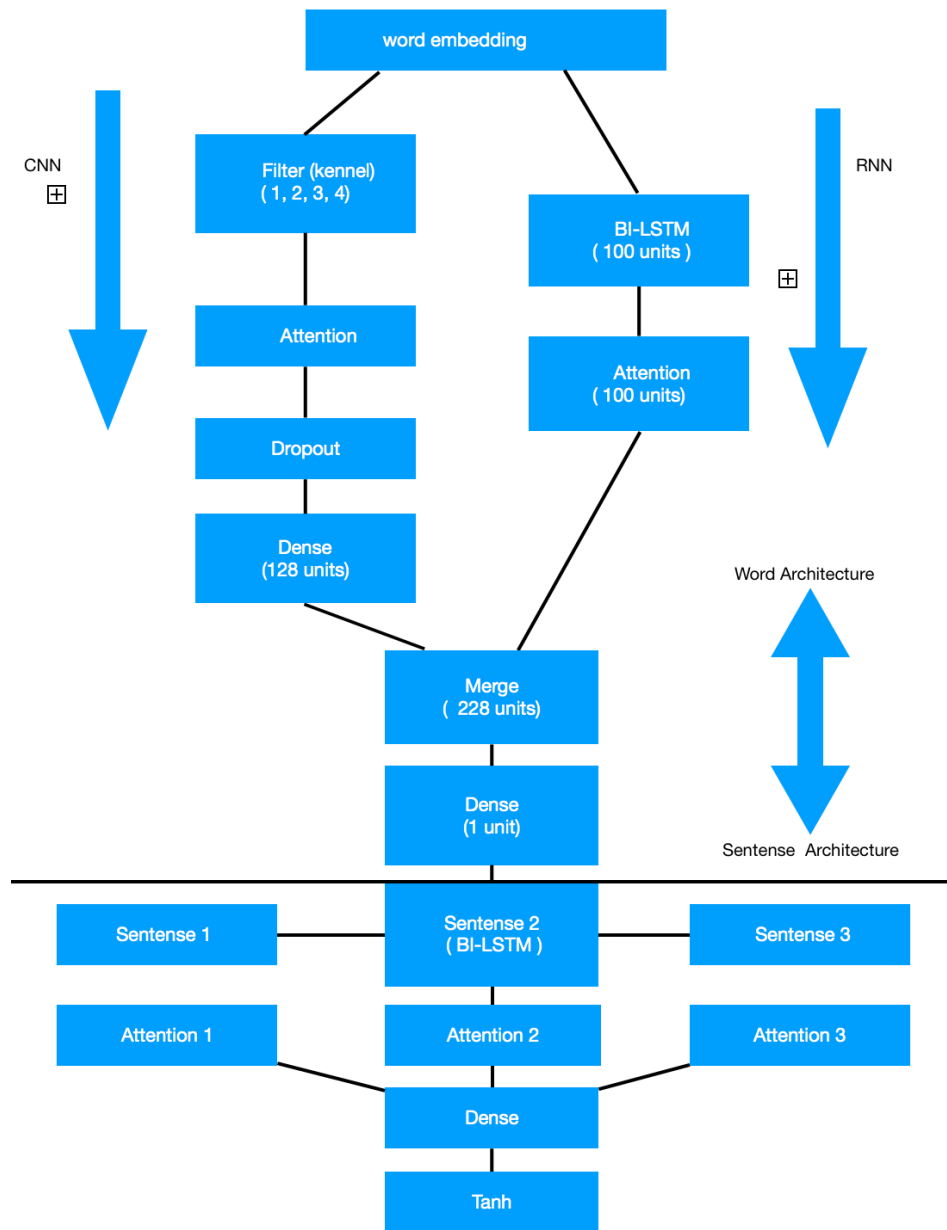 word embedding
CNN
Filter (kennel)
( 1, 2, 3, 4)
RNN
BI-LSTM
( 100 units )
Attention
Attention
( 100 units)
Dropout
Dense
(128 units)
Word Architecture
Merge
( 228 units)
Dense
(1 unit)
Sentense Architecture
Sentense 1
Sentense 2
( BI-LSTM )
Sentense 3
Attention 1
Attention 2
Attention 3
Dense
Tanh